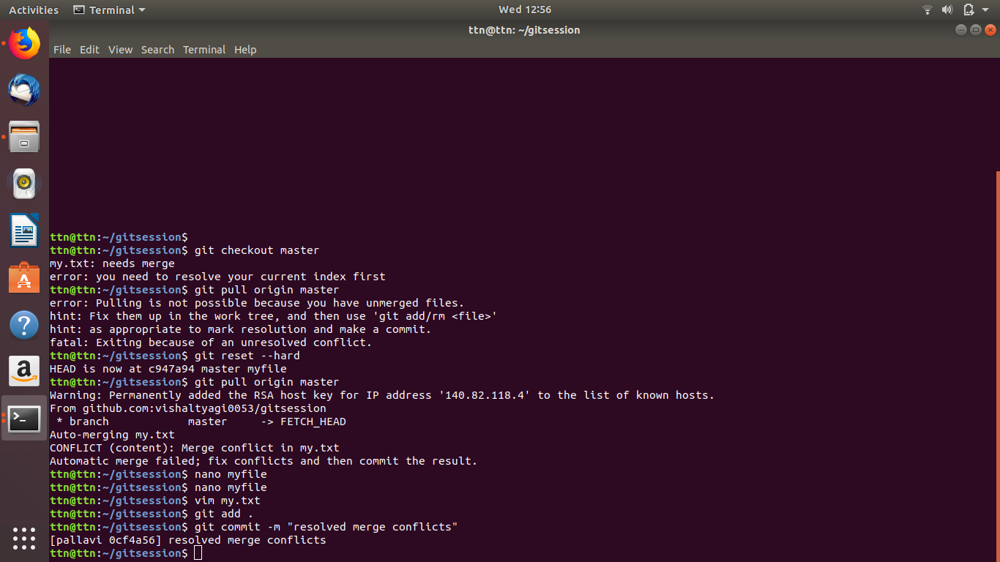 Activities Terminal Wed 12:56
ttn@ttn: ~/gitsession
File Edit View Search Terminal Help
ttn@ttn:~/gitsession$
ttn@ttn:~/gitsession$ git checkout master
my.txt: needs merge
error: you need to resolve your current index first
ttn@ttn:~/gitsession$ git pull origin master
error: Pulling is not possible because you have unmerged files.
hint: Fix them up in the work tree, and then use 'git add/rm <file>'
hint: as appropriate to mark resolution and make a commit.
fatal: Exiting because of an unresolved conflict.
ttn@ttn:~/gitsession$ git reset --hard
HEAD is now at c947a94 master myfile
ttn@ttn:~/gitsession$ git pull origin master
Warning: Permanently added the RSA host key for IP address '140.82.118.4' to the list of known hosts.
From github.com:vishaltyagi0053/gitsession
 * branch            master     -> FETCH_HEAD
Auto-merging my.txt
CONFLICT (content): Merge conflict in my.txt
Automatic merge failed; fix conflicts and then commit the result.
ttn@ttn:~/gitsession$ nano myfile
ttn@ttn:~/gitsession$ nano myfile
ttn@ttn:~/gitsession$ vim my.txt
ttn@ttn:~/gitsession$ git add .
ttn@ttn:~/gitsession$ git commit -m "resolved merge conflicts"
[pallavi 0cf4a56] resolved merge conflicts
ttn@ttn:~/gitsession$